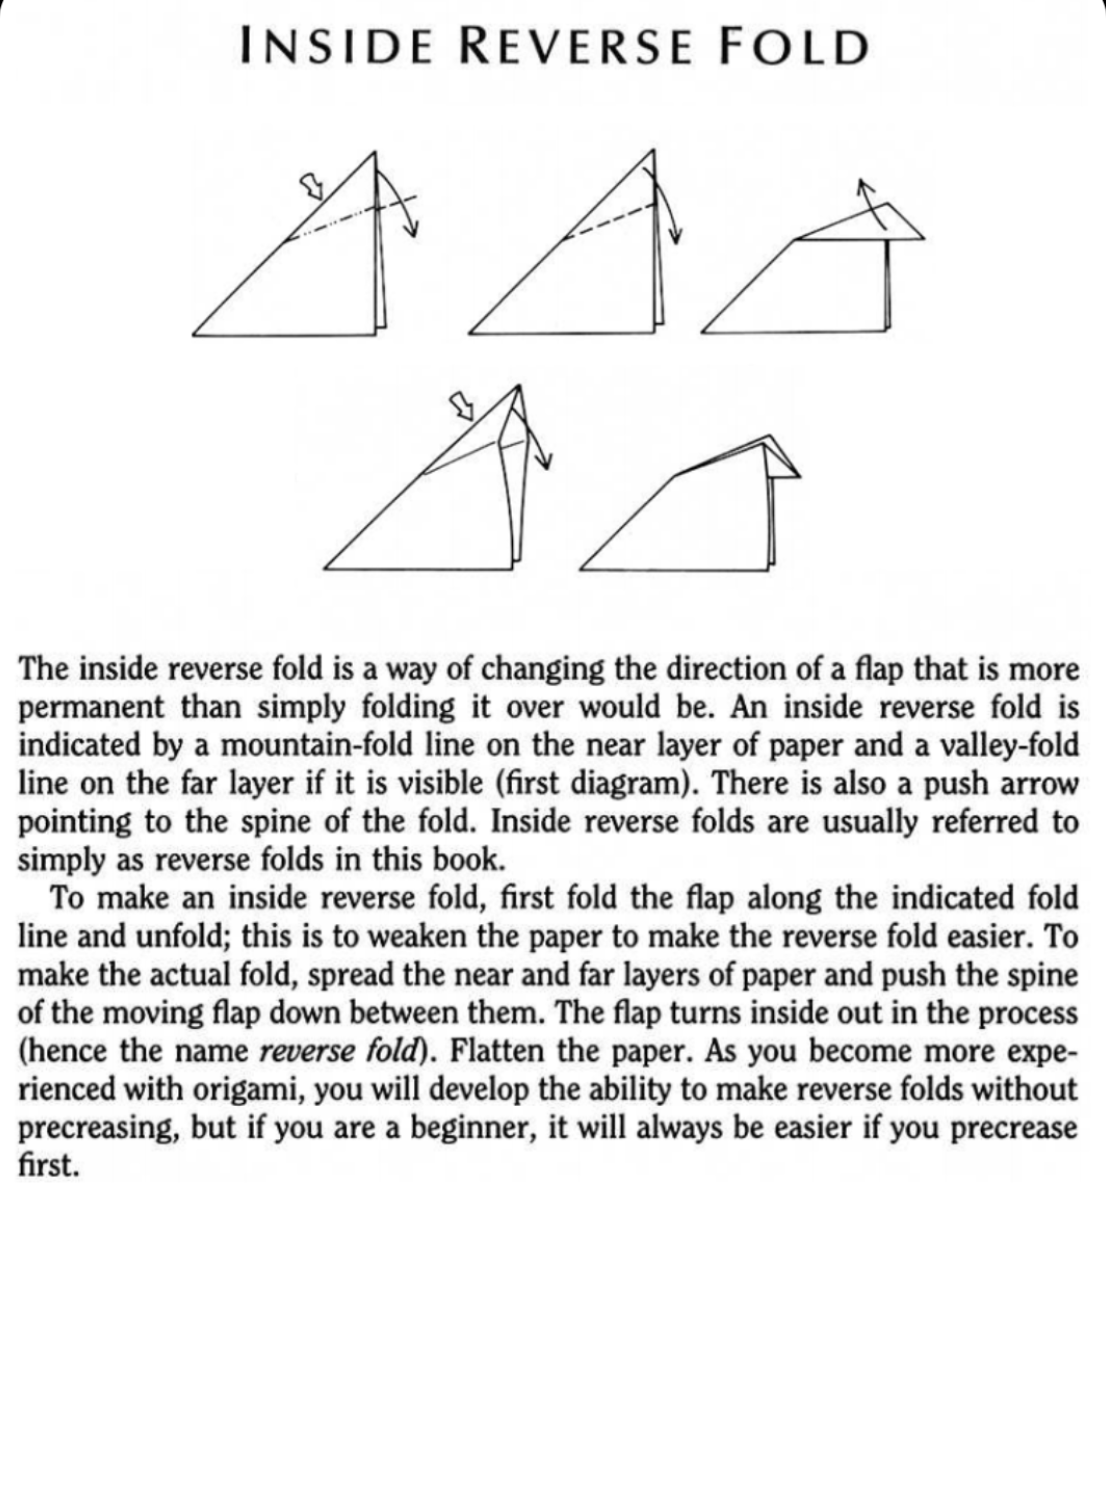 INSIDE REVERSE FOLD
The inside reverse fold is a way of changing the direction of a flap that is more
permanent than simply folding it over would be. An inside reverse fold is
indicated by a mountain-fold line on the near layer of paper and a valley-fold
line on the far layer if it is visible (first diagram). There is also a push arrow
pointing to the spine of the fold. Inside reverse folds are usually referred to
simply as reverse folds in this book.
To make an inside reverse fold, first fold the flap along the indicated fold
line and unfold; this is to weaken the paper to make the reverse fold easier. To
make the actual fold, spread the near and far layers of paper and push the spine
of the moving flap down between them. The flap turns inside out in the process
(hence the name reverse fold). Flatten the paper. As you become more expe-
rienced with origami, you will develop the ability to make reverse folds without
precreasing, but if you are a beginner, it will always be easier if you precrease
first.